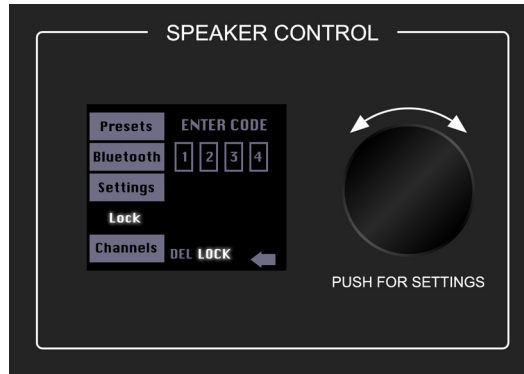 SPEAKER CONTROL
Presets
Bluetooth
Settings
Lock
Channels
ENTER CODE
1 2 3 4
DEL LOCK
PUSH FOR SETTINGS